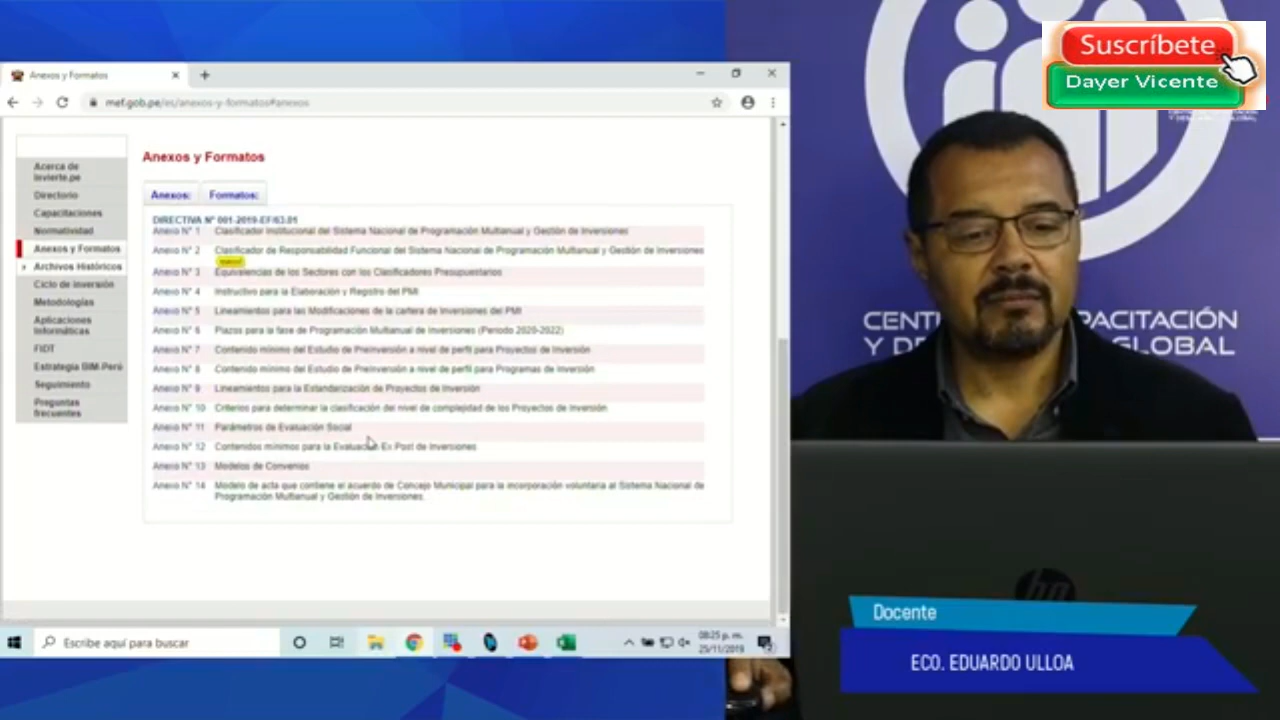 Suscríbete
Dayer Vicente
Anexos y Formatos
mef.gob.pe/es/anexos-y-formatos#anexos
Acerca de
Invierte.pe
Directorio
Capacitaciones
Normatividad
Anexos y Formatos
Archivos Históricos
Ciclo de inversión
Metodologías
Aplicaciones
Informáticas
FIDT
Estrategia BIM Perú
Seguimiento
Preguntas
frecuentes
Anexos y Formatos
Anexos: Formatos:
DIRECTIVA N° 001-2019-EF/63.01
Anexo N° 1 Clasificador Institucional del Sistema Nacional de Programación Multianual y Gestión de Inversiones
Anexo N° 2 Clasificador de Responsabilidad Funcional del Sistema Nacional de Programación Multianual y Gestión de Inversiones
Anexo N° 3 Equivalencias de los Sectores con los Clasificadores Presupuestarios
Anexo N° 4 Instructivo para la Elaboración y Registro del PMI
Anexo N° 5 Lineamientos para las Modificaciones de la cartera de Inversiones del PMI
Anexo N° 6 Plazos para la fase de Programación Multianual de Inversiones (Periodo 2020-2022)
Anexo N° 7 Contenido mínimo del Estudio de Preinversión a nivel de perfil para Proyectos de Inversión
Anexo N° 8 Contenido mínimo del Estudio de Preinversión a nivel de perfil para Programas de Inversión
Anexo N° 9 Lineamientos para la Estandarización de Proyectos de Inversión
Anexo N° 10 Criterios para determinar la clasificación del nivel de complejidad de los Proyectos de Inversión
Anexo N° 11 Parámetros de Evaluación Social
Anexo N° 12 Contenidos mínimos para la Evaluación Ex Post de Inversiones
Anexo N° 13 Modelos de Convenios
Anexo N° 14 Modelo de acta que contiene el acuerdo de Concejo Municipal para la incorporación voluntaria al Sistema Nacional de
Programación Multianual y Gestión de Inversiones.
Escribe aquí para buscar
08:25 p. m.
25/11/2019
CENT PACITACIÓN
Y DE GLOBAL
hp
Docente
ECO. EDUARDO ULLOA